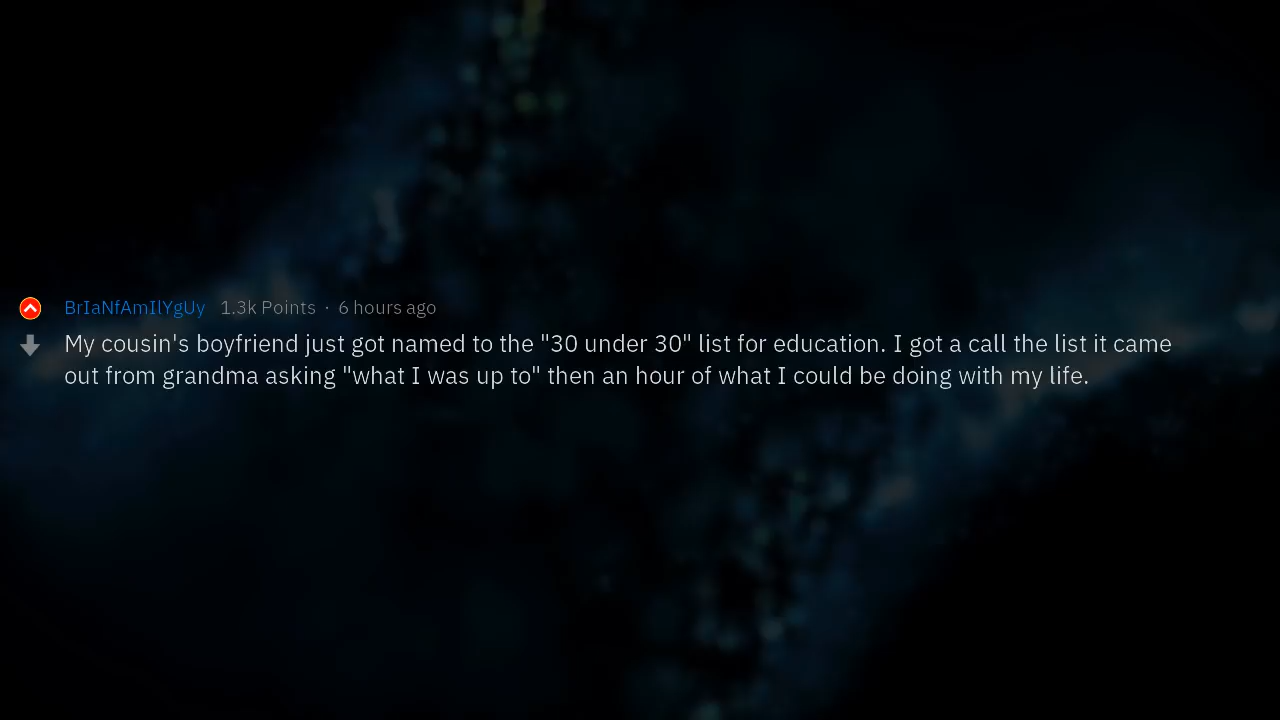 BrIaNfAmIlYgUy 1.3k Points · 6 hours ago
My cousin's boyfriend just got named to the "30 under 30" list for education. I got a call the list it came
out from grandma asking "what I was up to" then an hour of what I could be doing with my life.